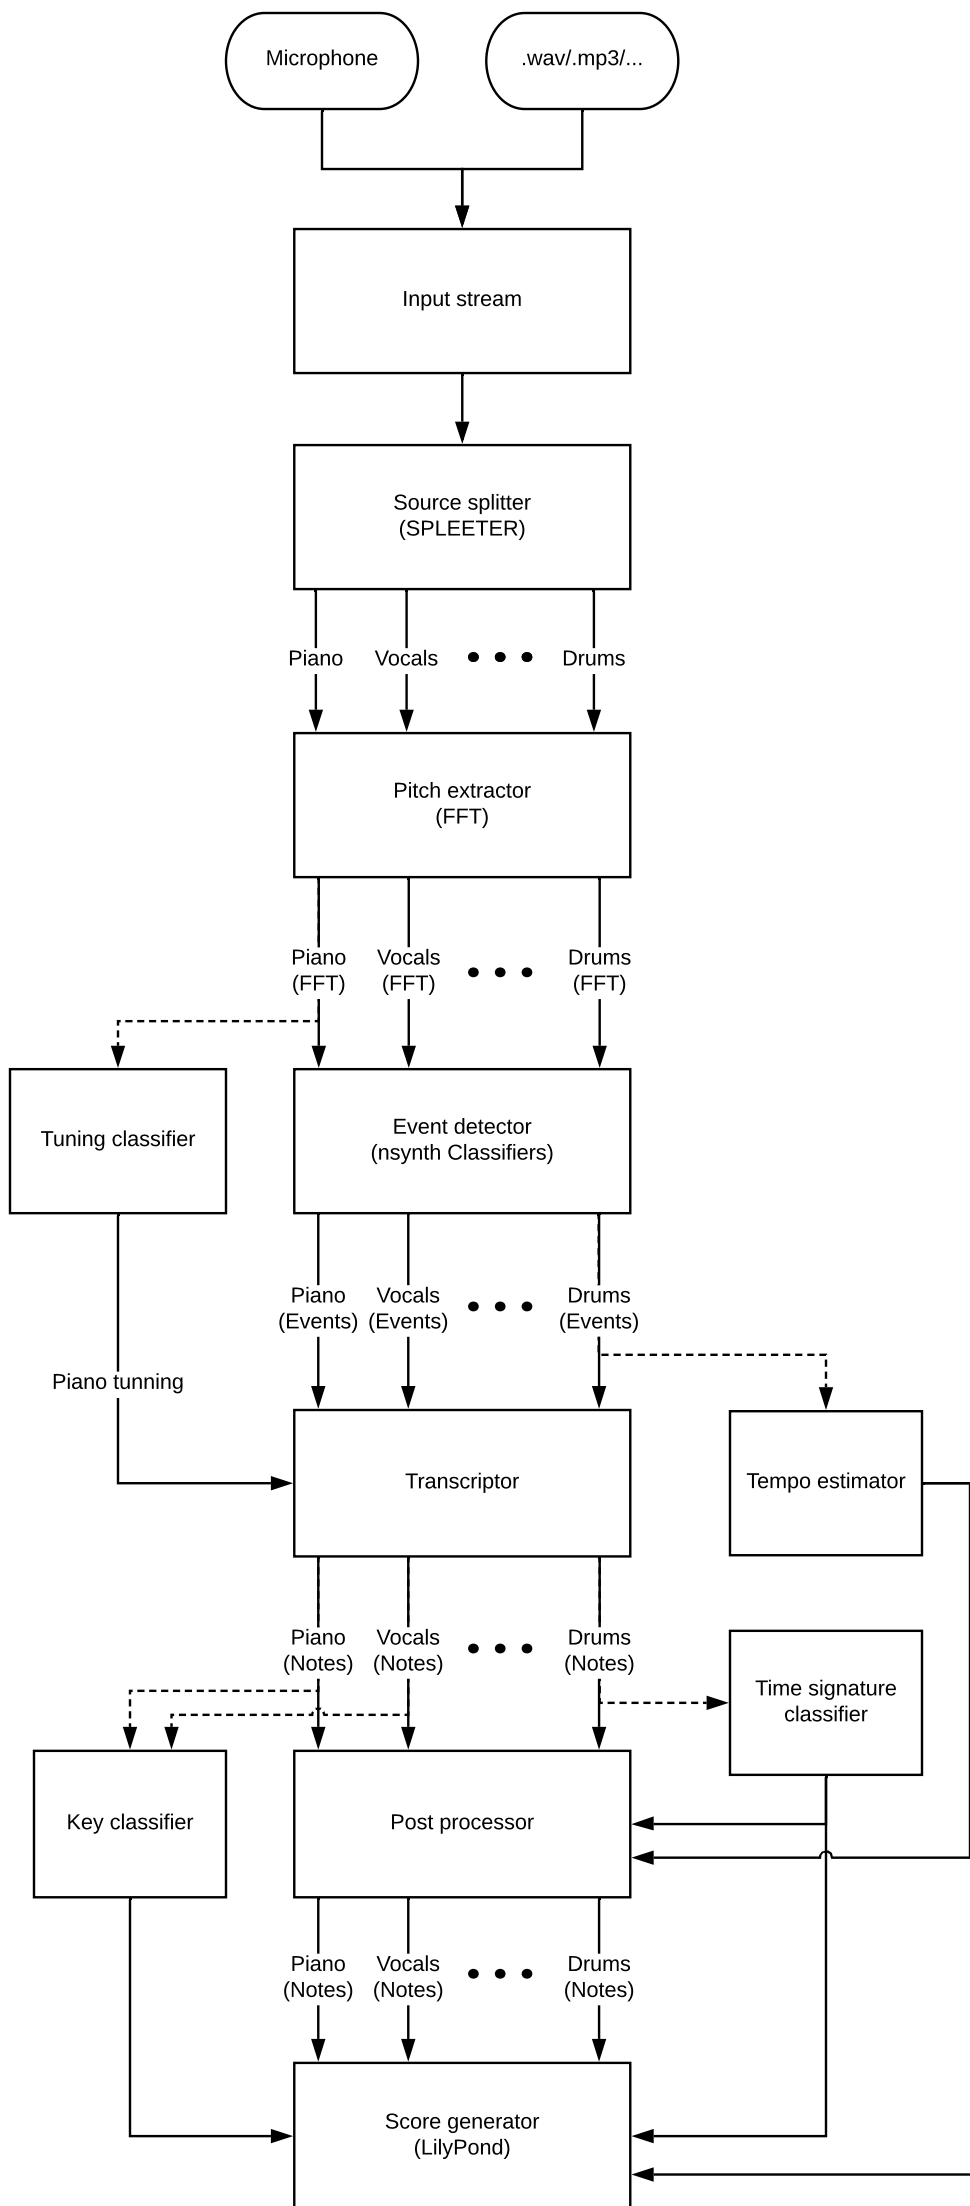 Microphone
.wav/.mp3/...
Input stream
Source splitter
(SPLEETER)
Piano
Vocals
Drums
Pitch extractor
(FFT)
Piano
(FFT)
Vocals
(FFT)
Drums
(FFT)
Tuning classifier
Event detector
(nsynth Classifiers)
Piano
(Events)
Vocals
(Events)
Drums
(Events)
Piano tunning
Transcriptor
Tempo estimator
Piano
(Notes)
Vocals
(Notes)
Drums
(Notes)
Time signature
classifier
Key classifier
Post processor
Piano
(Notes)
Vocals
(Notes)
Drums
(Notes)
Score generator
(LilyPond)